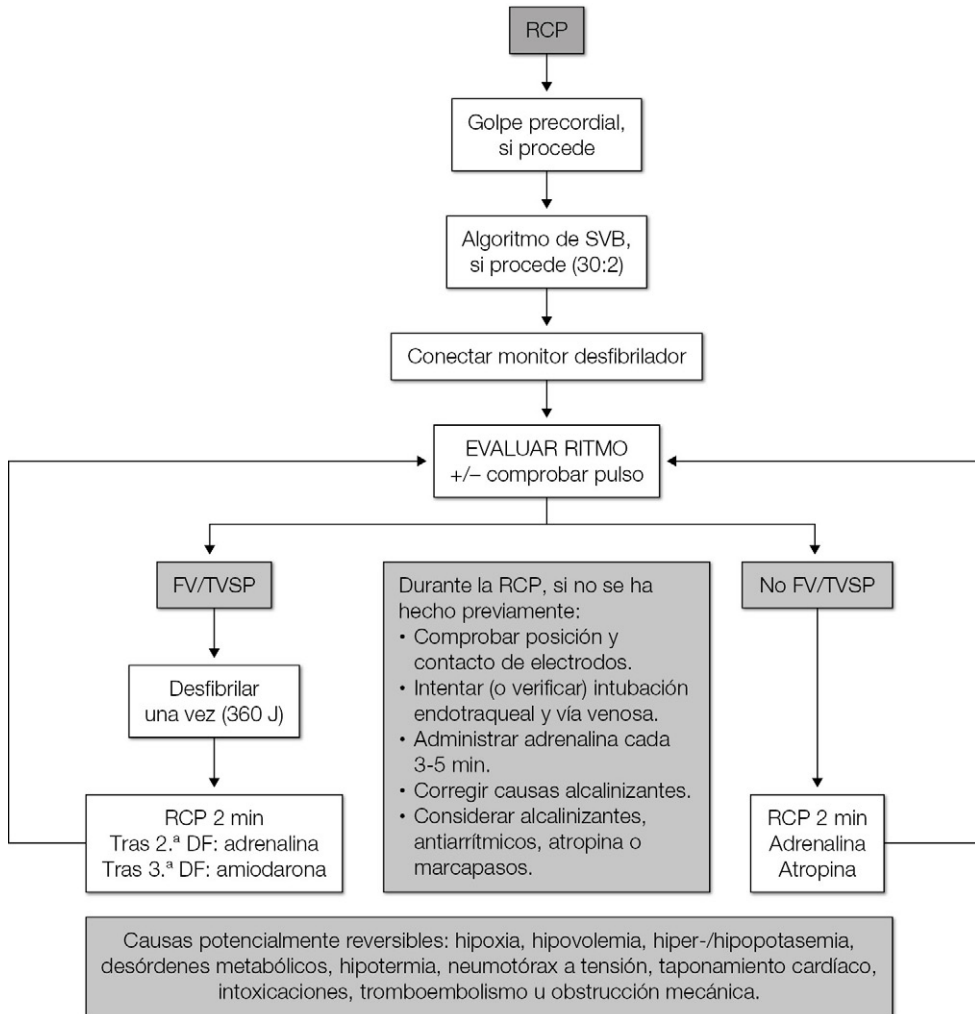 RCP
Golpe precordial,
si procede
Algoritmo de SVB,
si procede (30:2)
Conectar monitor desfibrilador
EVALUAR RITMO
+/– comprobar pulso
FV/TVSP
Desfibrilar
una vez (360 J)
RCP 2 min
Tras 2.ª DF: adrenalina
Tras 3.ª DF: amiodarona
Durante la RCP, si no se ha
hecho previamente:
• Comprobar posición y
contacto de electrodos.
• Intentar (o verificar) intubación
endotraqueal y vía venosa.
• Administrar adrenalina cada
3-5 min.
• Corregir causas alcalinizantes.
• Considerar alcalinizantes,
antiarrítmicos, atropina o
marcapasos.
No FV/TVSP
RCP 2 min
Adrenalina
Atropina
Causas potencialmente reversibles: hipoxia, hipovolemia, hiper-/hipopotasemia,
desórdenes metabólicos, hipotermia, neumotórax a tensión, taponamiento cardíaco,
intoxicaciones, tromboembolismo u obstrucción mecánica.